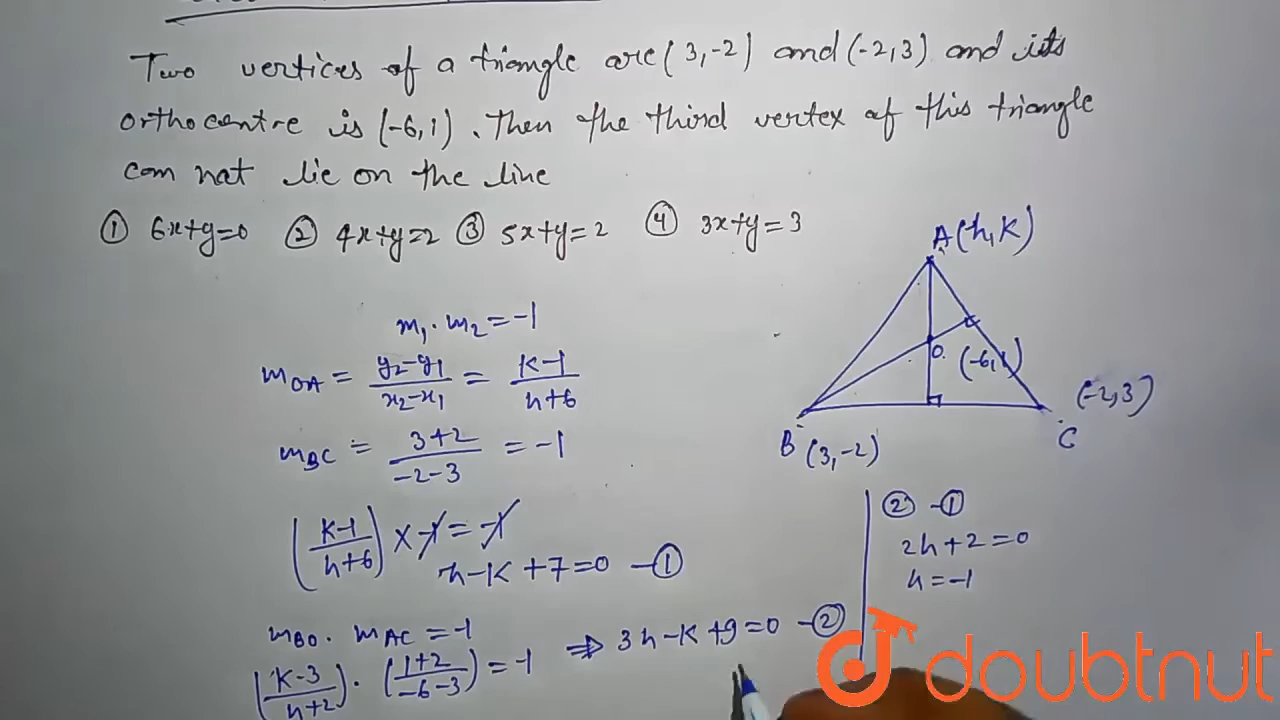 Two vertices of a triangle are (3,-2) and (-2,3) and its
orthocentre is (-6,1). Then the third vertex of this triangle
can not lie on the line
① 6x+y=0 ② 4x+y=2 ③ 5x+y=2 ④ 3x+y=3
A(h,K)
O (-6,1)
(-2,3)
B (3,-2)
C
m₁.m₂=-1
mOA = y₂-y₁/x₂-x₁ = K-1/h+6
mBC = 3+2/-2-3 = -1
(K-1/h+6) × -1 = -1
h-K+7=0 -①
mBO . mAC = -1
(K-3/h+2) . (1+2/-6-3) = -1 ⇒ 3h-K+9=0 -②
② -①
2h+2=0
h=-1
doubtnut